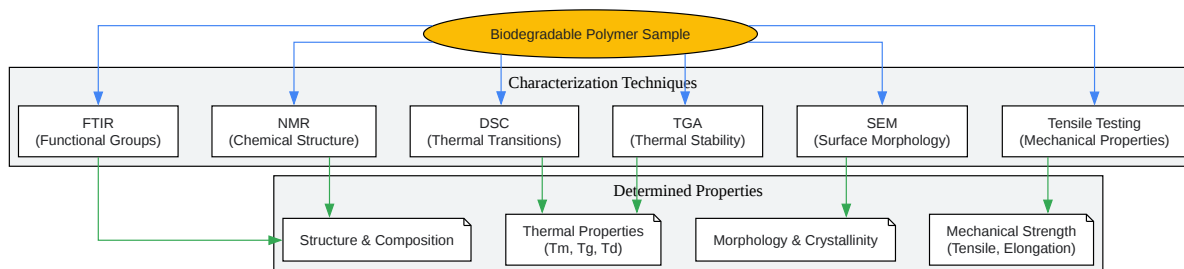 Biodegradable Polymer Sample
Characterization Techniques
FTIR
(Functional Groups)
NMR
(Chemical Structure)
DSC
(Thermal Transitions)
TGA
(Thermal Stability)
SEM
(Surface Morphology)
Tensile Testing
(Mechanical Properties)
Determined Properties
Structure & Composition
Thermal Properties
(Tm, Tg, Td)
Morphology & Crystallinity
Mechanical Strength
(Tensile, Elongation)